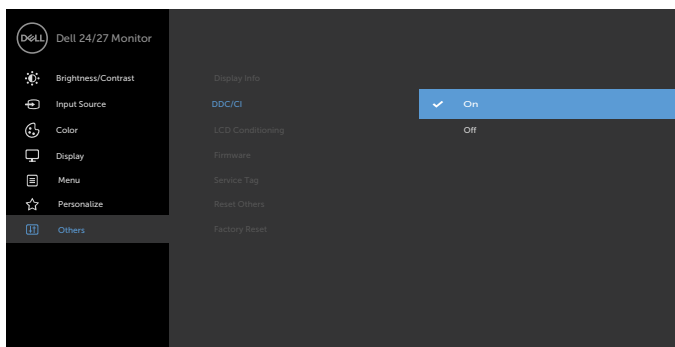 DELL
Dell 24/27 Monitor
Brightness/Contrast
Input Source
Color
Display
Menu
Personalize
Others
Display Info
DDC/CI
LCD Conditioning
Firmware
Service Tag
Reset Others
Factory Reset
On
Off